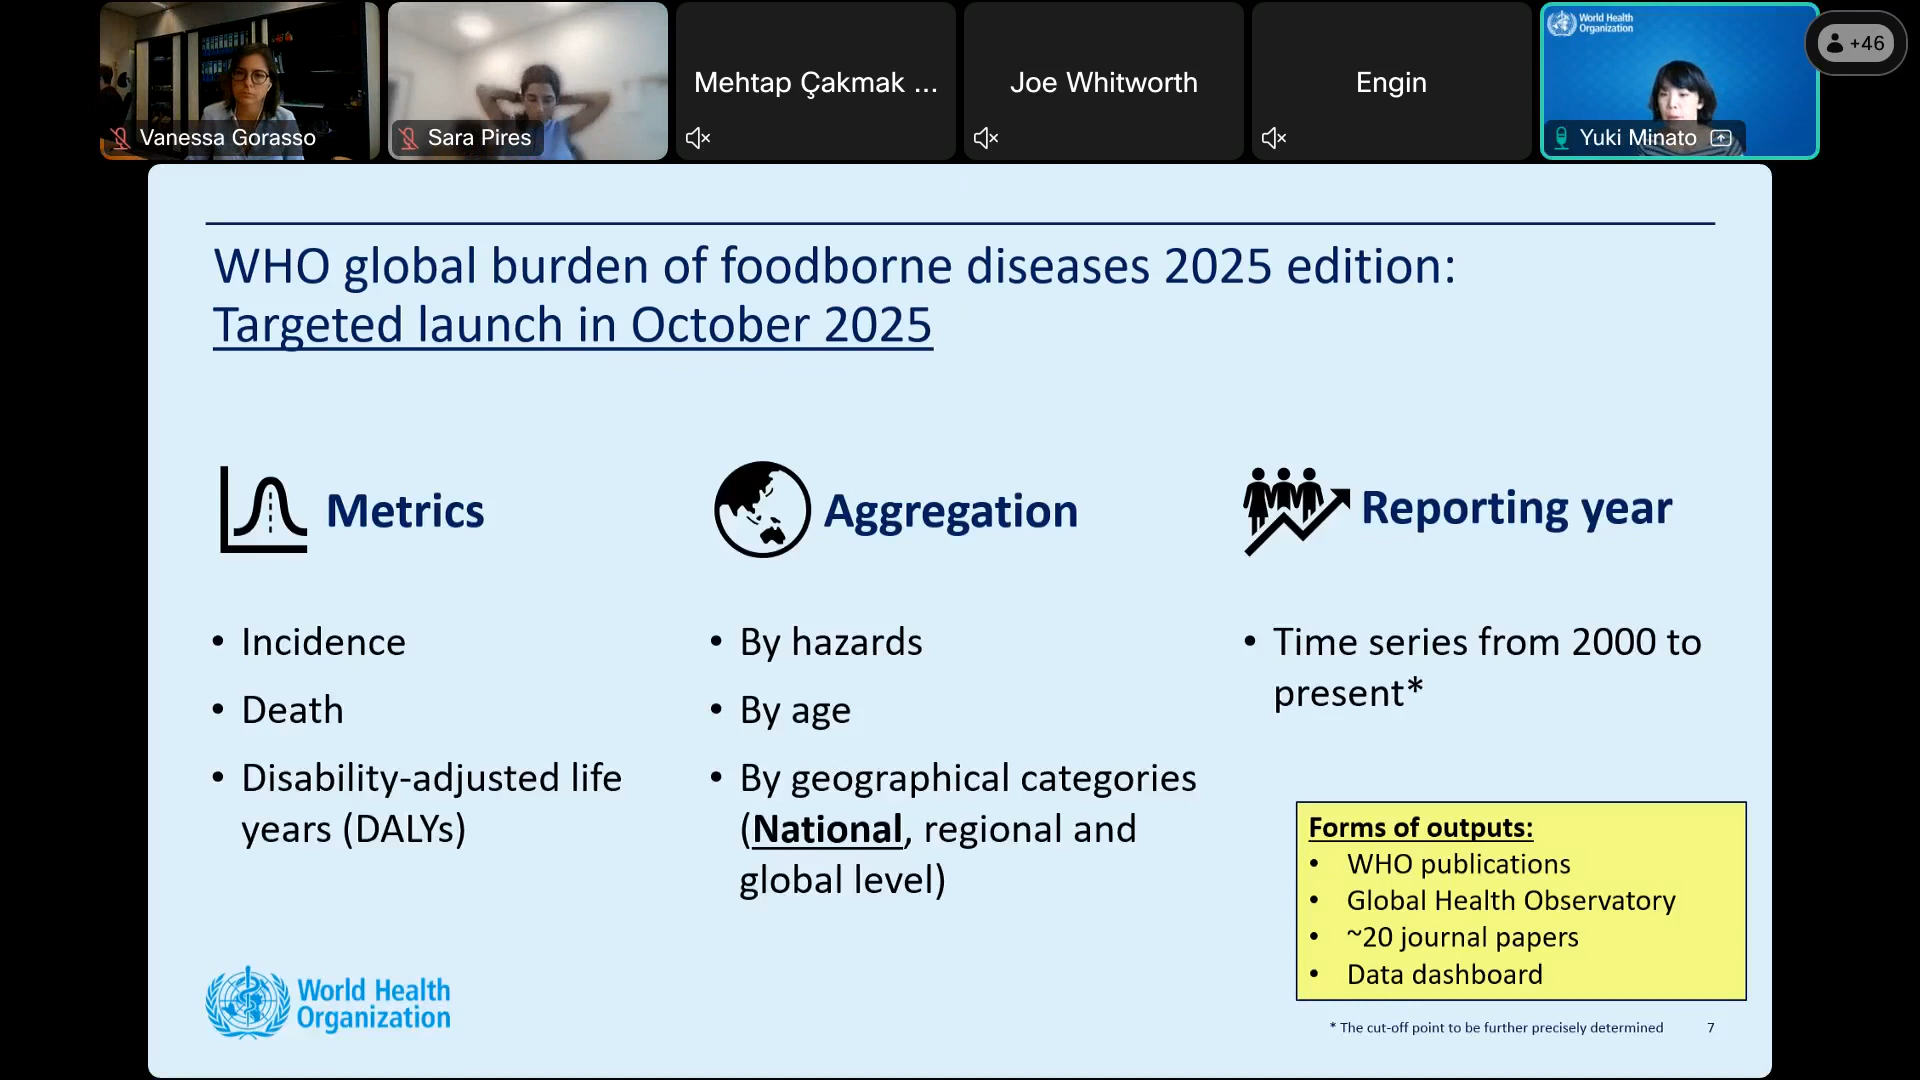 World Health
Organization
+46
Vanessa Gorasso
Sara Pires
Mehtap Çakmak ...
Joe Whitworth
Engin
Yuki Minato
WHO global burden of foodborne diseases 2025 edition:
Targeted launch in October 2025
Metrics
• Incidence
• Death
• Disability-adjusted life
years (DALYs)
Aggregation
• By hazards
• By age
• By geographical categories
(National, regional and
global level)
Reporting year
• Time series from 2000 to
present*
Forms of outputs:
• WHO publications
• Global Health Observatory
• ~20 journal papers
• Data dashboard
World Health
Organization
* The cut-off point to be further precisely determined
7